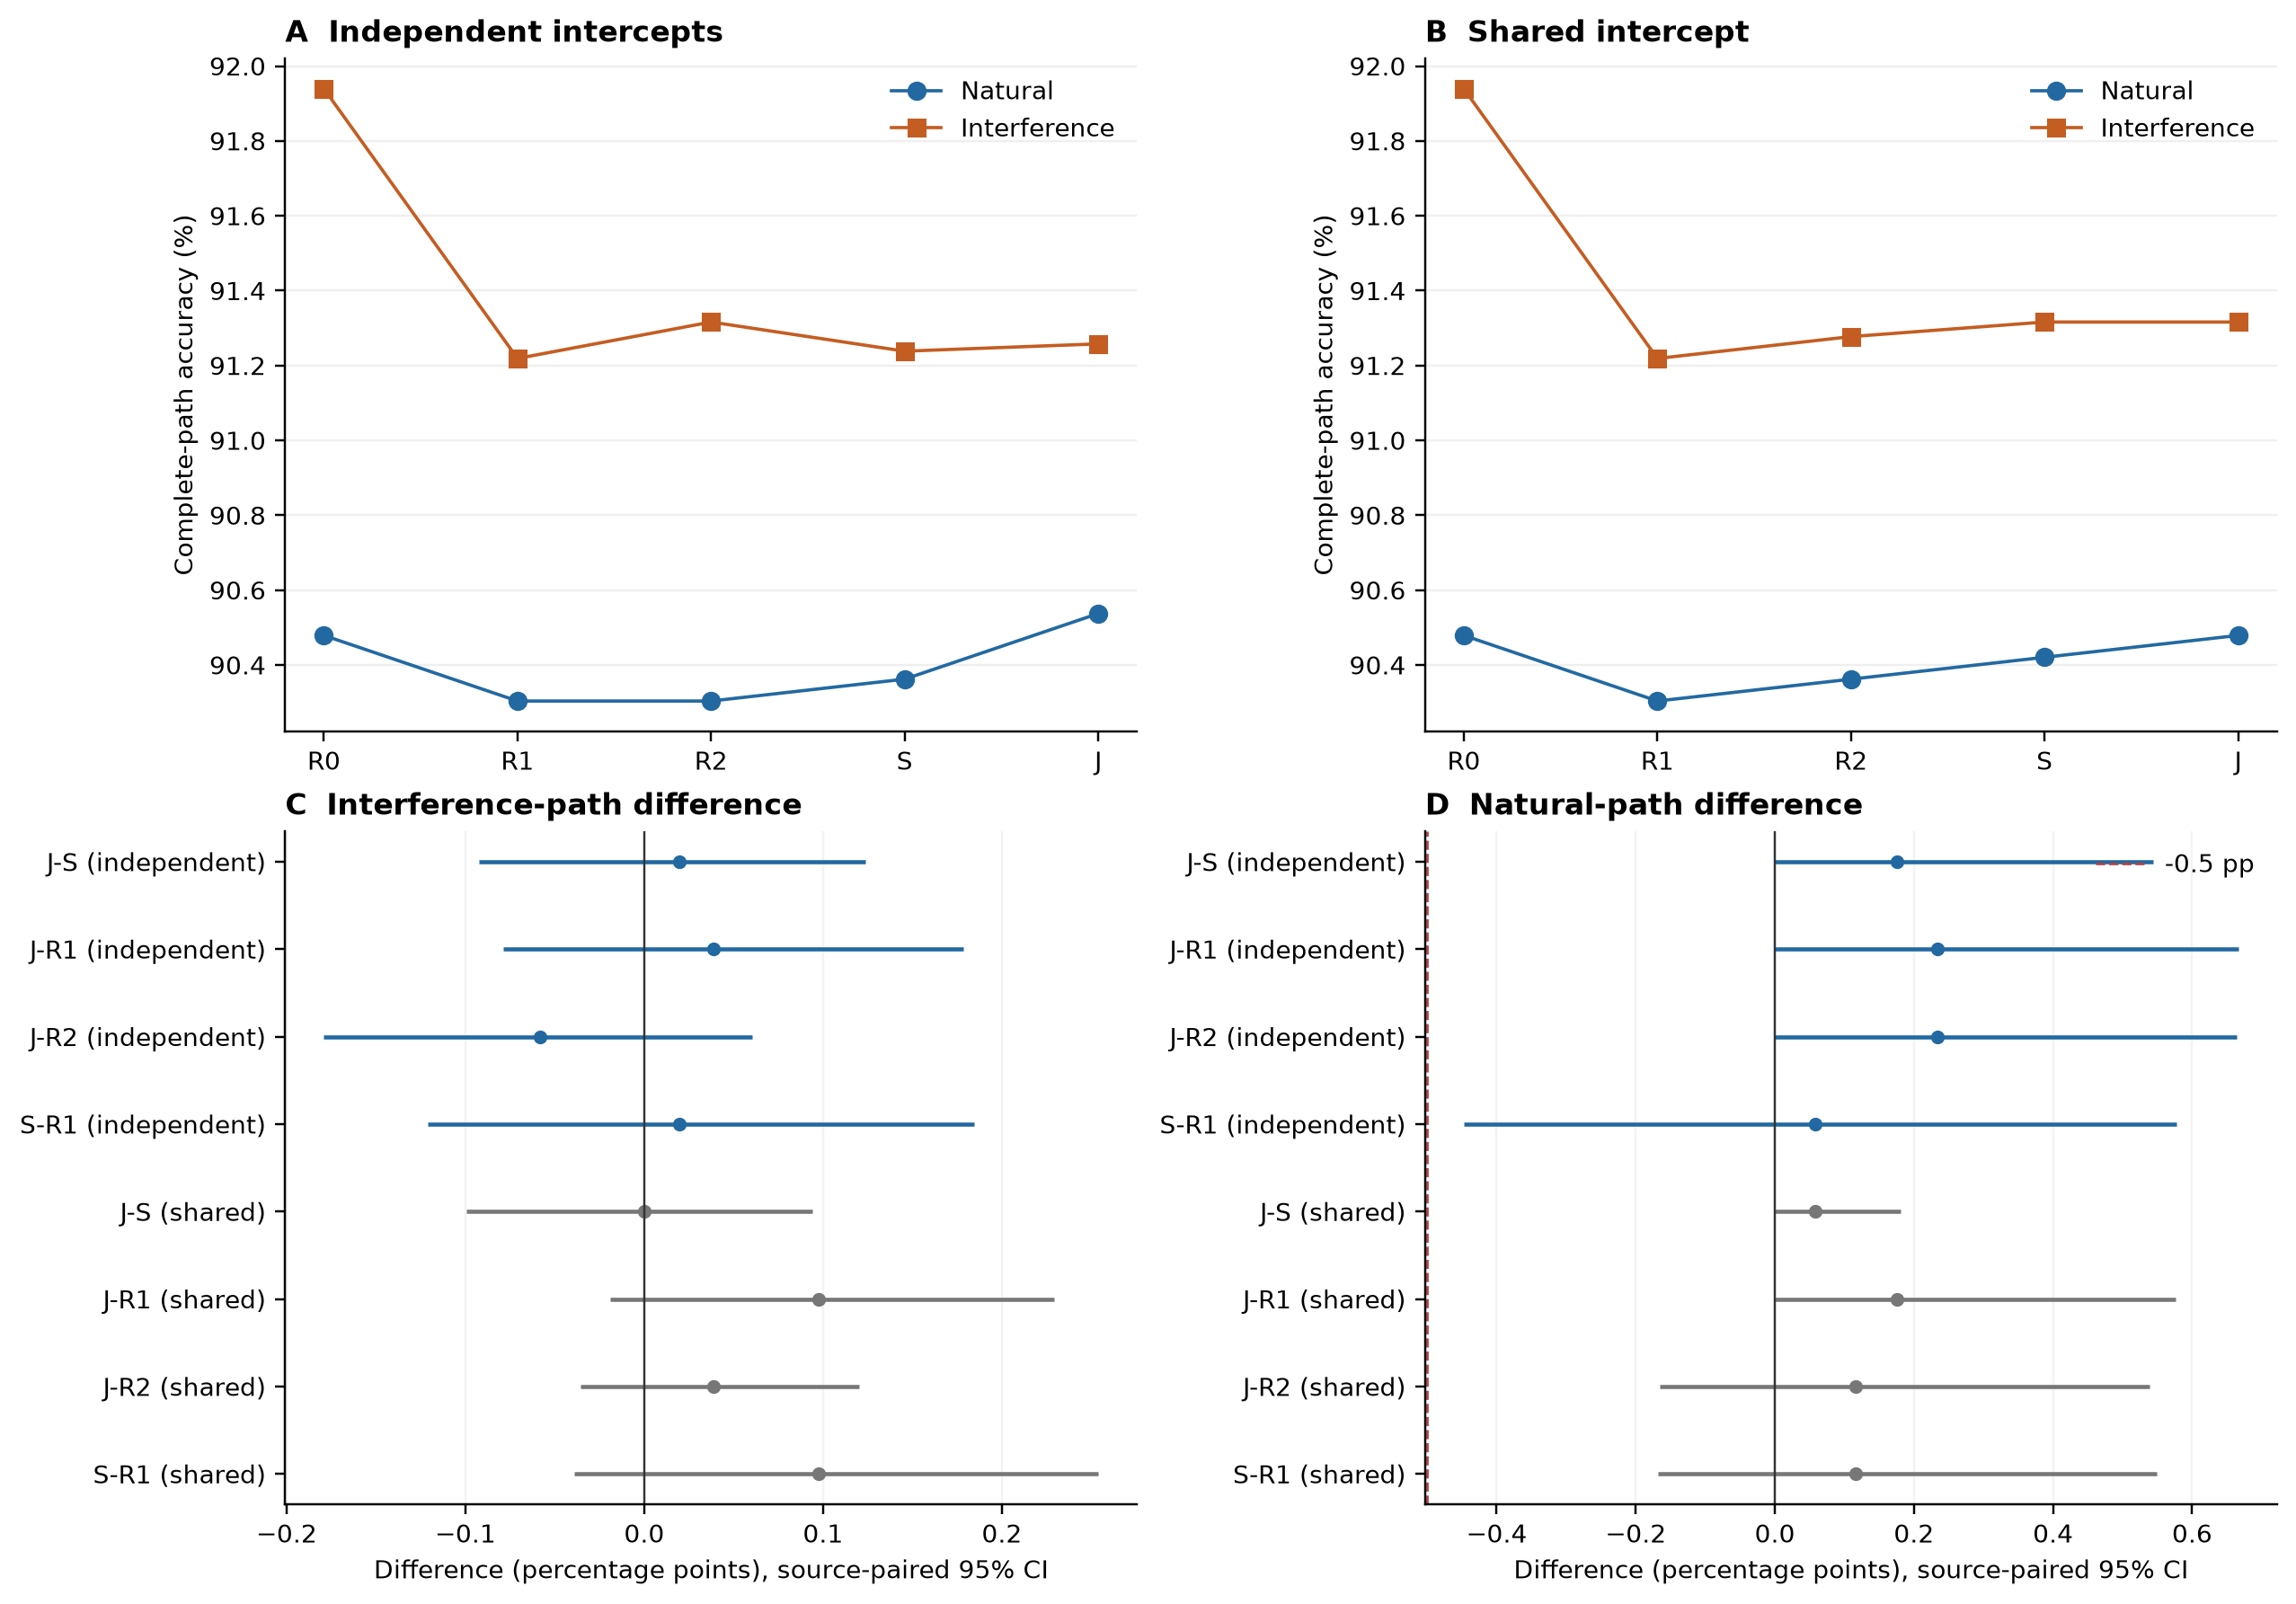 A Independent intercepts
92.0
91.8
91.6
91.4
91.2
91.0
90.8
90.6
90.4
Complete-path accuracy (%)
Natural
Interference
R0 R1 R2 S J
B Shared intercept
92.0
91.8
91.6
91.4
91.2
91.0
90.8
90.6
90.4
Complete-path accuracy (%)
Natural
Interference
R0 R1 R2 S J
C Interference-path difference
J-S (independent)
J-R1 (independent)
J-R2 (independent)
S-R1 (independent)
J-S (shared)
J-R1 (shared)
J-R2 (shared)
S-R1 (shared)
−0.2 −0.1 0.0 0.1 0.2
Difference (percentage points), source-paired 95% CI
D Natural-path difference
J-S (independent)
J-R1 (independent)
J-R2 (independent)
S-R1 (independent)
J-S (shared)
J-R1 (shared)
J-R2 (shared)
S-R1 (shared)
-0.5 pp
−0.4 −0.2 0.0 0.2 0.4 0.6
Difference (percentage points), source-paired 95% CI